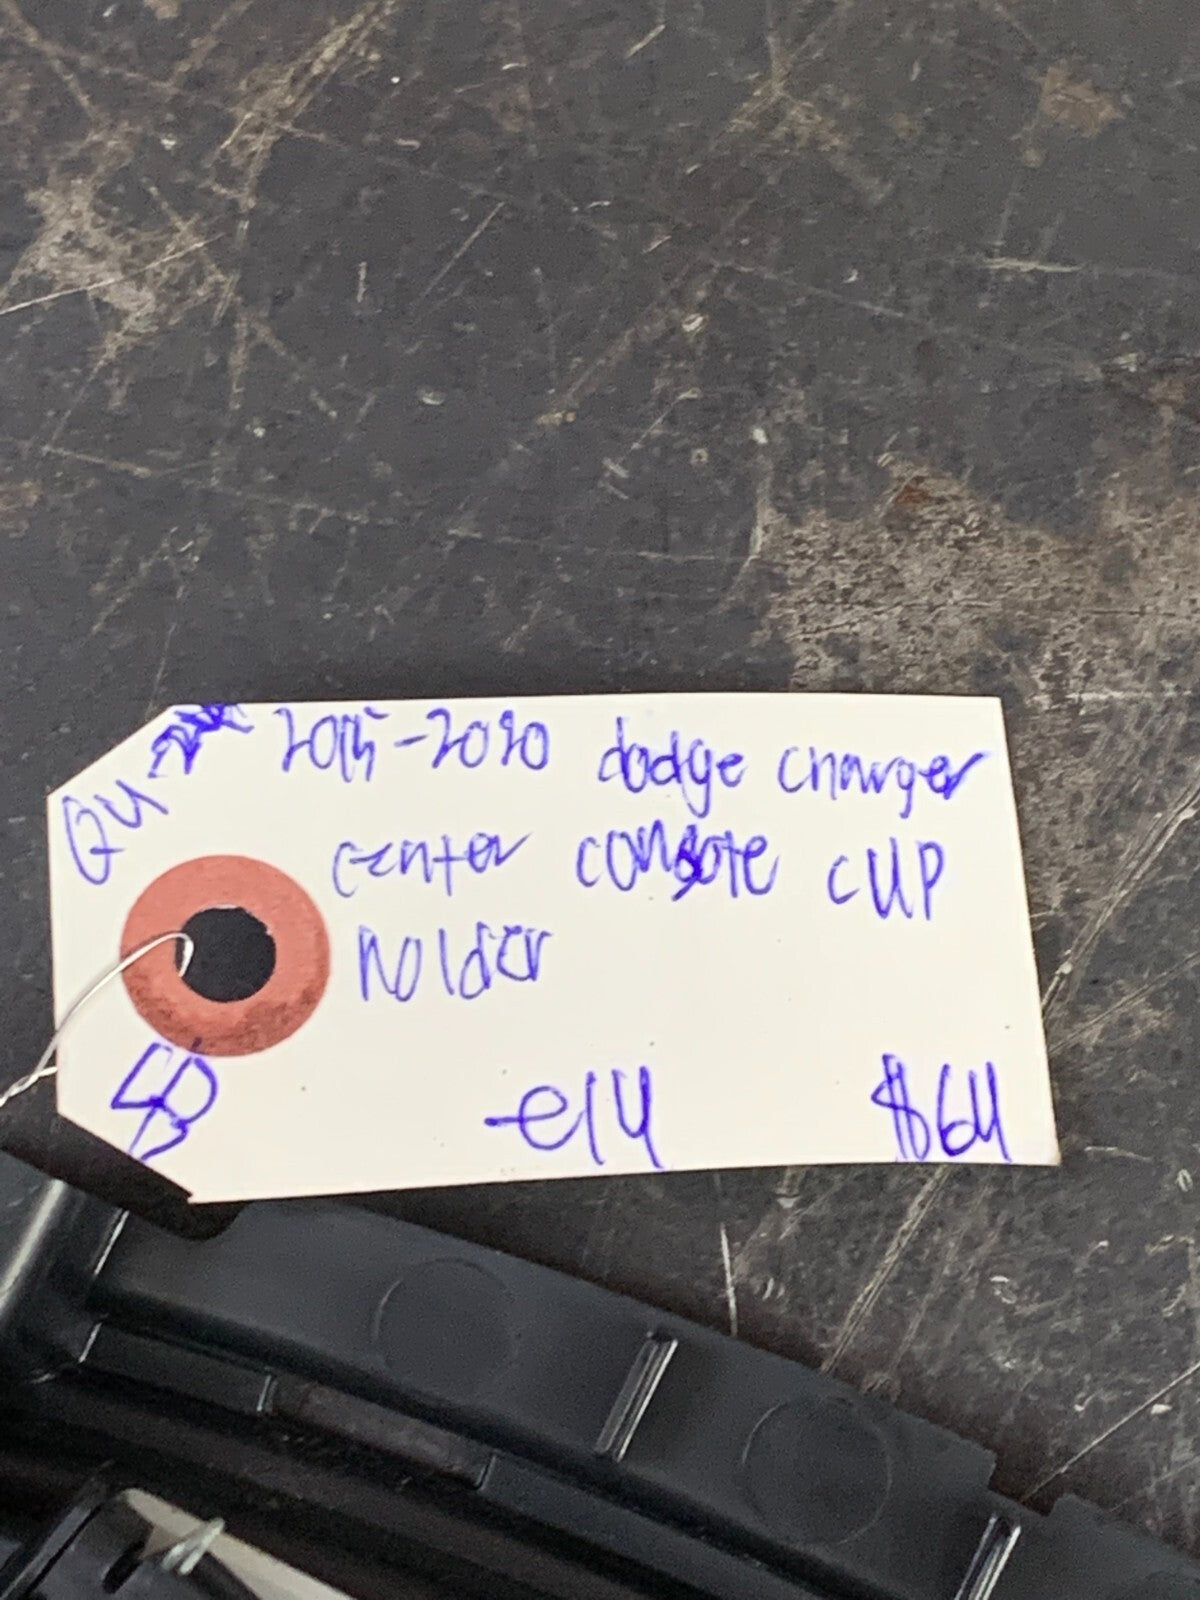 2015-2020 dodge charger
center console cup
holder
e14 $64